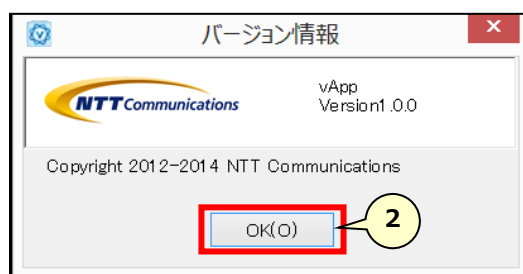 バージョン情報
×
NTT Communications
vApp
Version1.0.0
Copyright 2012-2014 NTT Communications
OK(O)
2